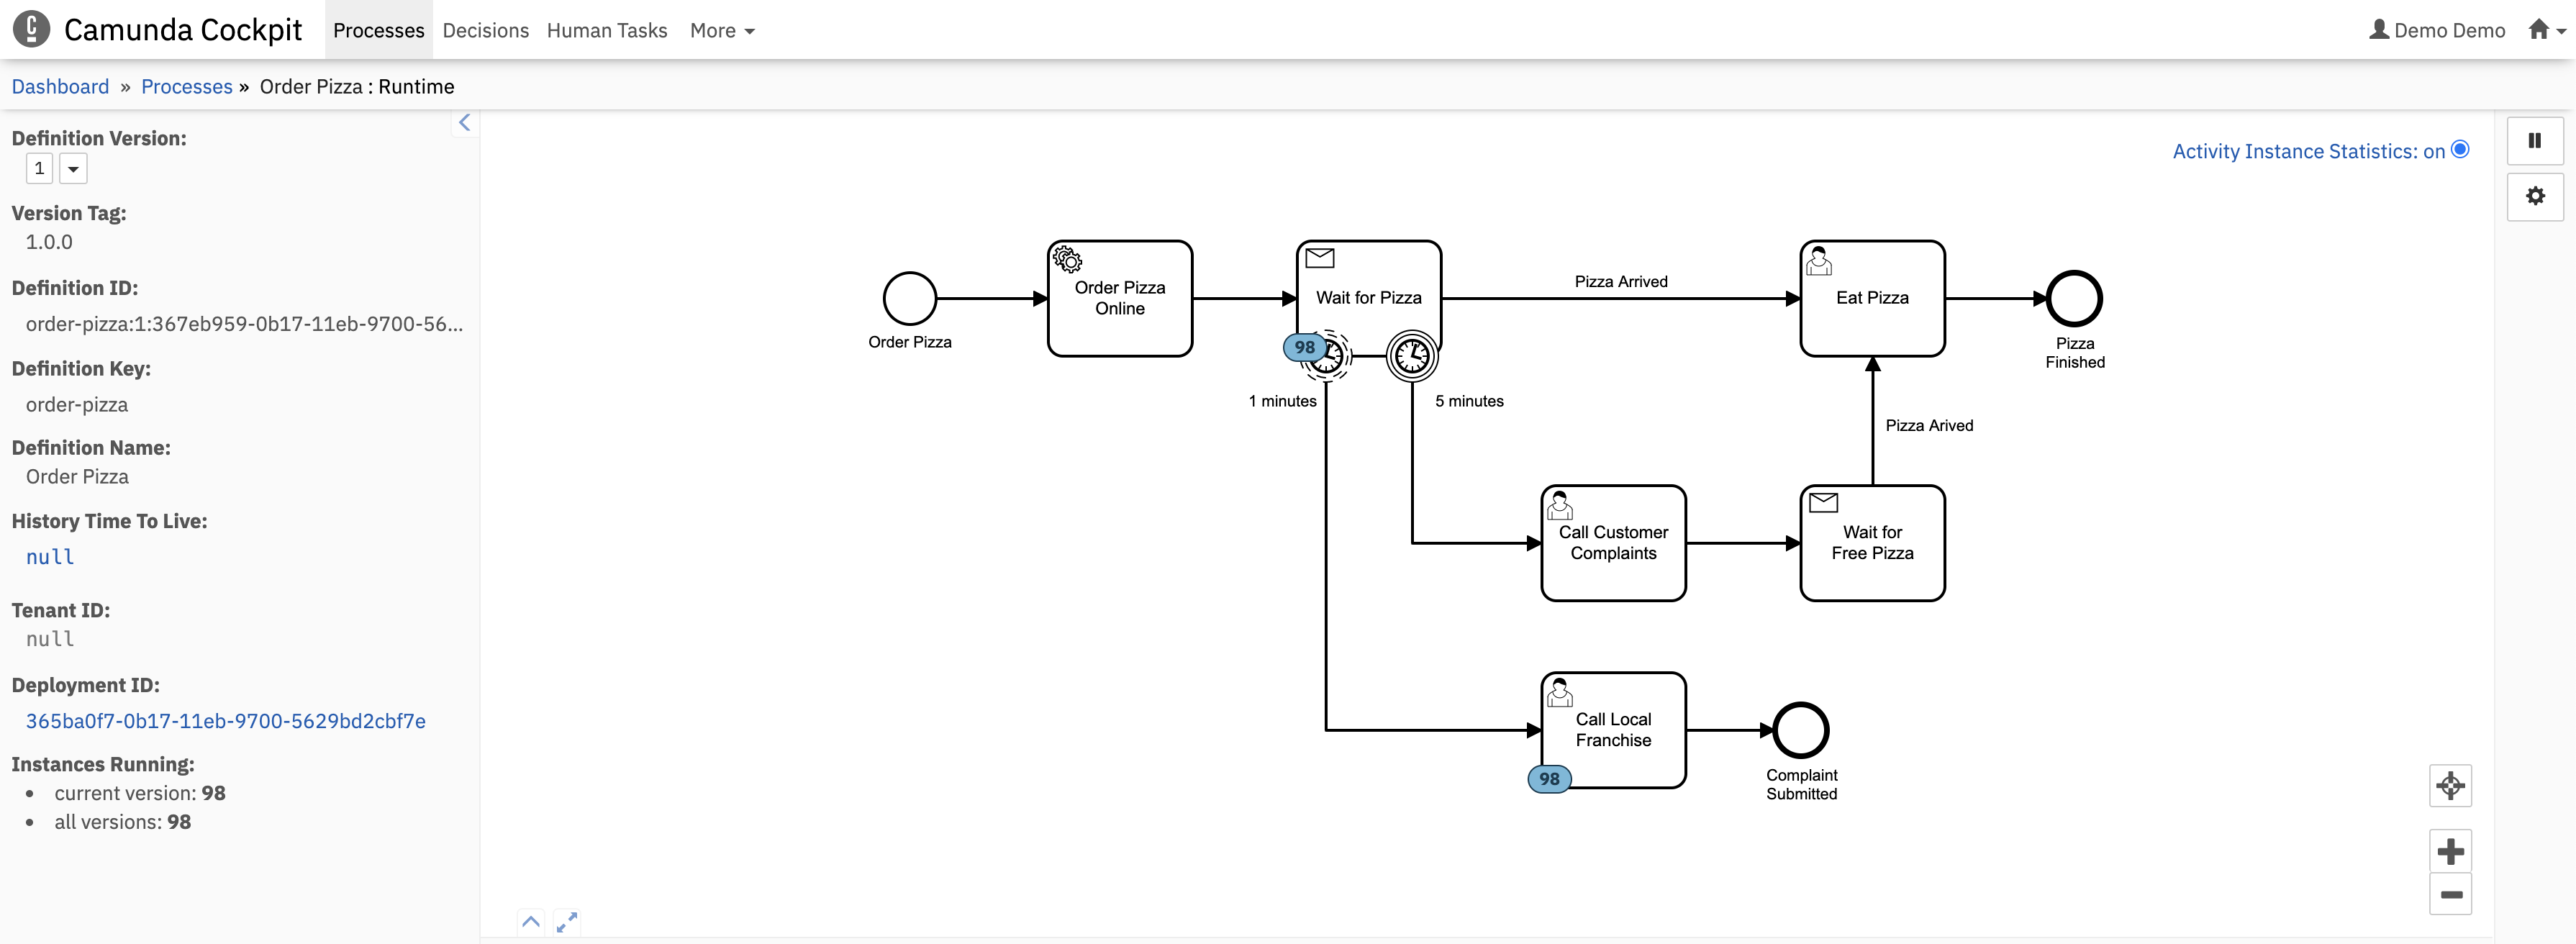 Camunda Cockpit
Processes
Decisions
Human Tasks
More
Demo Demo
Dashboard » Processes » Order Pizza : Runtime
Definition Version:
1
Version Tag:
1.0.0
Definition ID:
order-pizza:1:367eb959-0b17-11eb-9700-56...
Definition Key:
order-pizza
Definition Name:
Order Pizza
History Time To Live:
null
Tenant ID:
null
Deployment ID:
365ba0f7-0b17-11eb-9700-5629bd2cbf7e
Instances Running:
current version: 98
all versions: 98
Activity Instance Statistics: on
Order Pizza
Order Pizza
Online
Wait for Pizza
98
1 minutes
5 minutes
Pizza Arrived
Eat Pizza
Pizza
Finished
Pizza Arived
Call Customer
Complaints
Wait for
Free Pizza
Call Local
Franchise
98
Complaint
Submitted